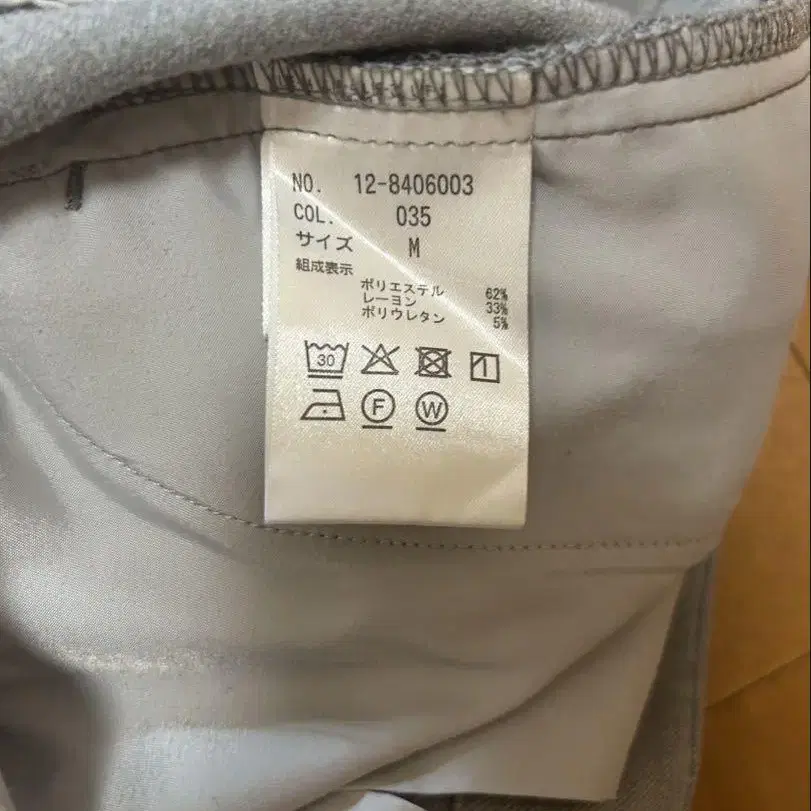 NO. 12-8406003
COL. 035
サイズ M
組成表示
ポリエステル 62%
レーヨン 33%
ポリウレタン 5%
30
F W